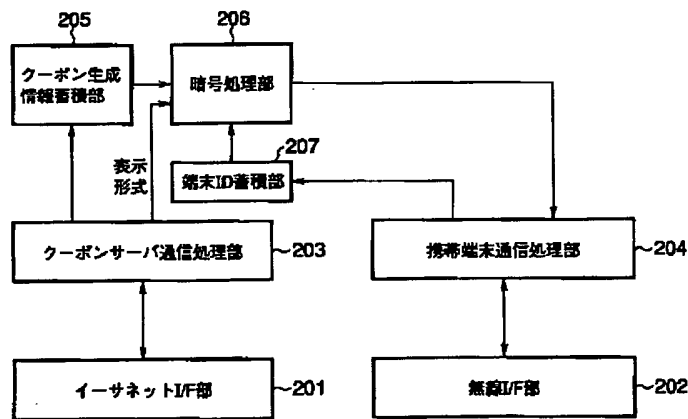 205
206
クーポン生成
情報蓄積部
暗号処理部
207
表示
形式
端末ID蓄積部
クーポンサーバ通信処理部
203
携帯端末通信処理部
204
イーサネットI/F部
201
無線I/F部
202